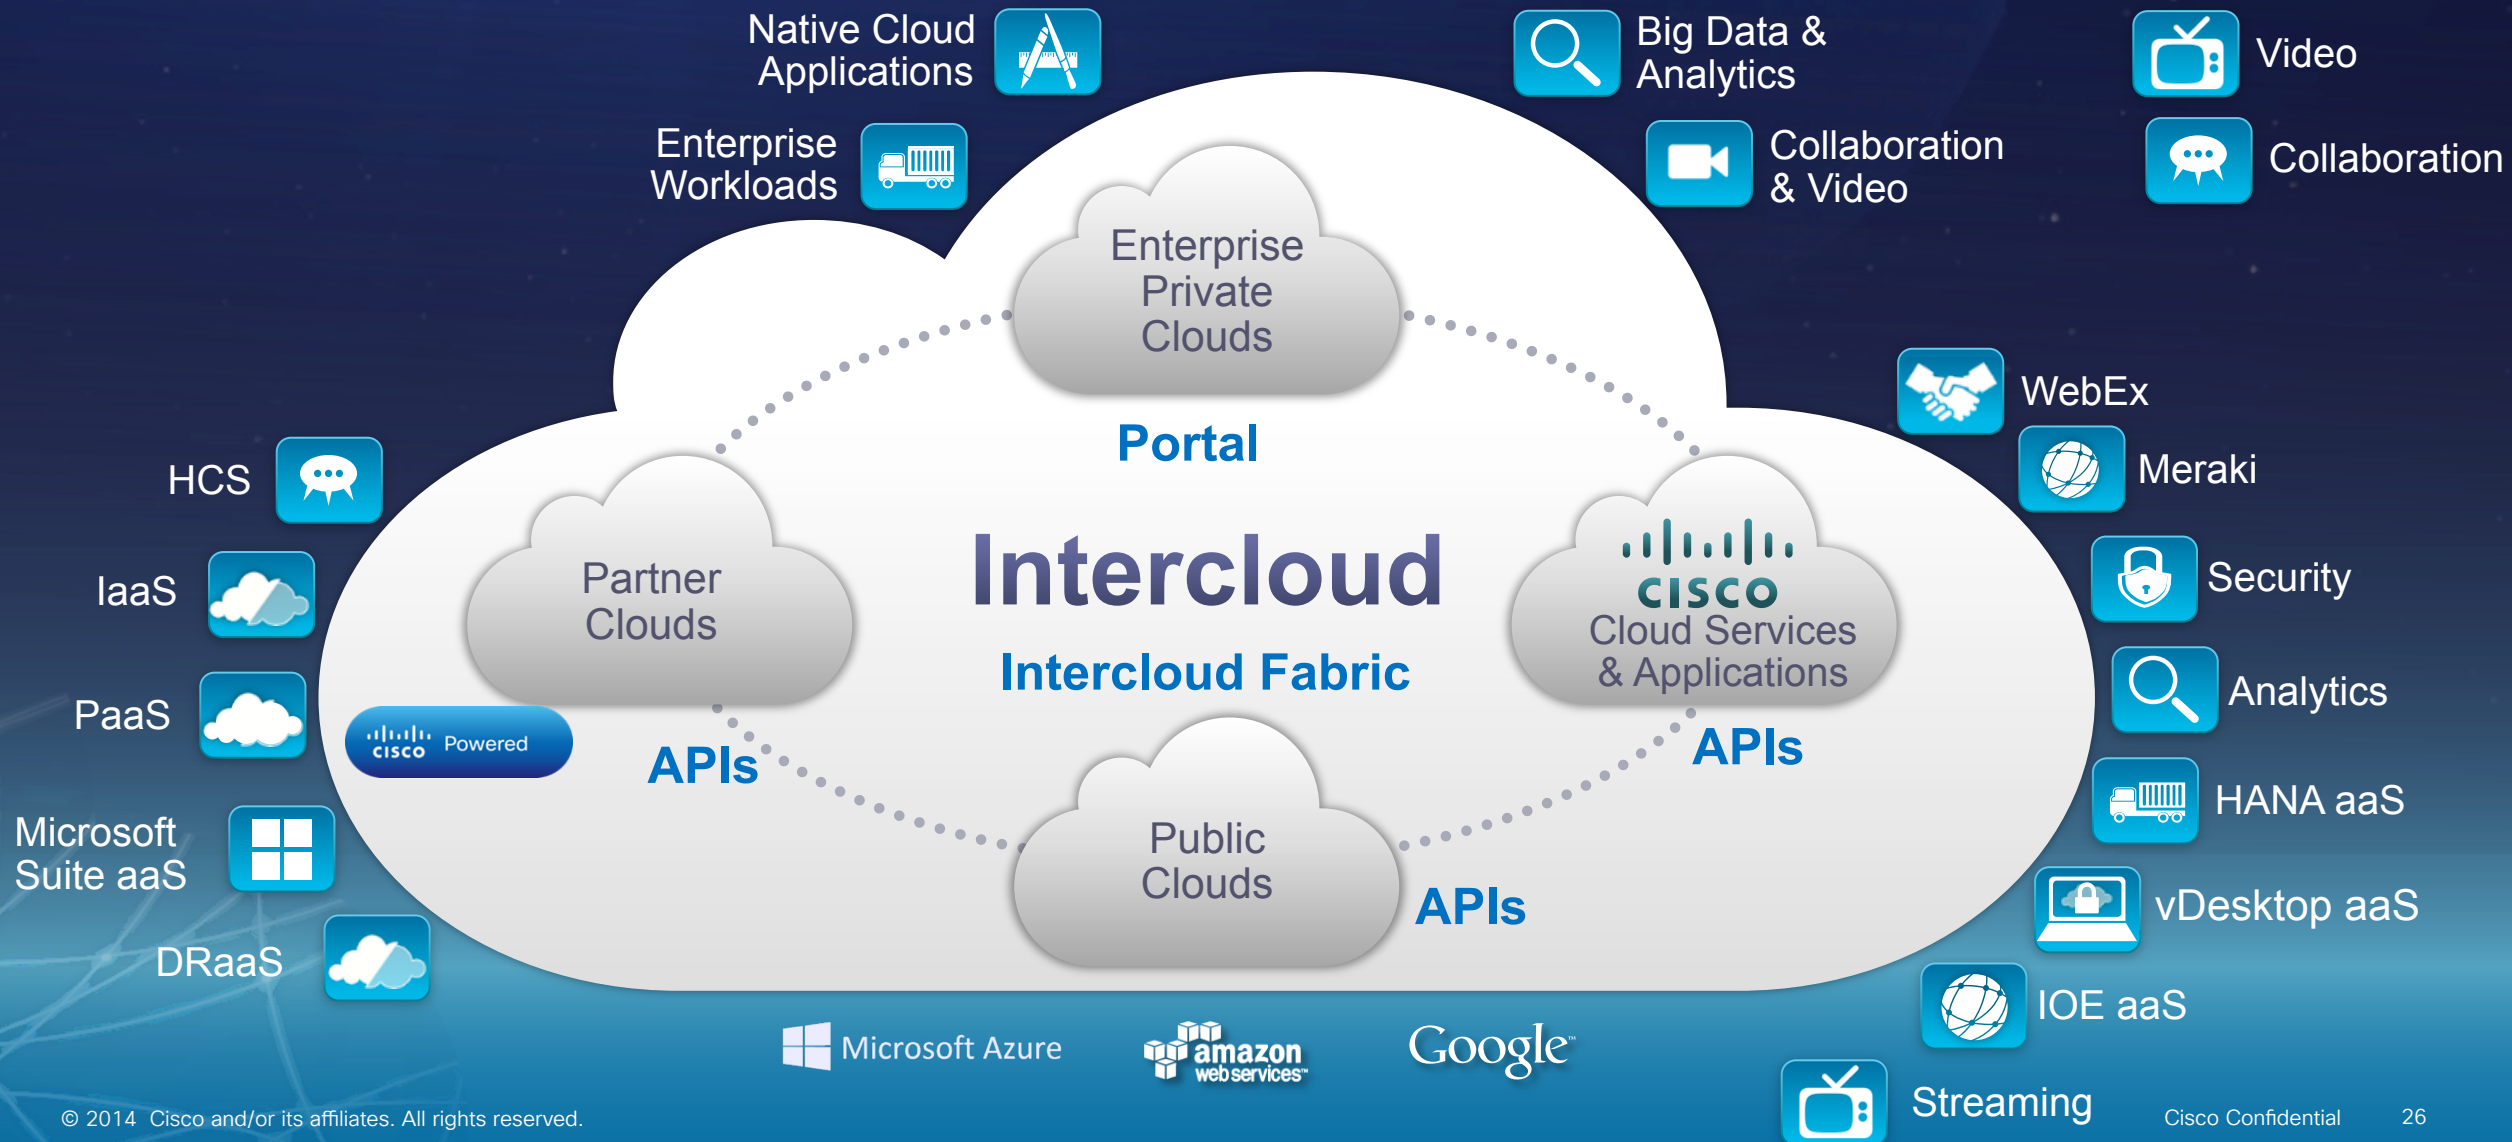 Native Cloud
Applications
Big Data &
Analytics
Video
Enterprise
Workloads
Collaboration
& Video
Collaboration
Enterprise
Private
Clouds
Portal
WebEx
Meraki
HCS
IaaS
PaaS
Microsoft
Suite aaS
DRaaS
Partner
Clouds
CISCO Powered
APIs
Intercloud
Intercloud Fabric
CISCO
Cloud Services
& Applications
APIs
Public
Clouds
APIs
Security
Analytics
HANA aaS
vDesktop aaS
IOE aaS
Streaming
Microsoft Azure
amazon
web services™
Google™
© 2014 Cisco and/or its affiliates. All rights reserved.
Cisco Confidential 26